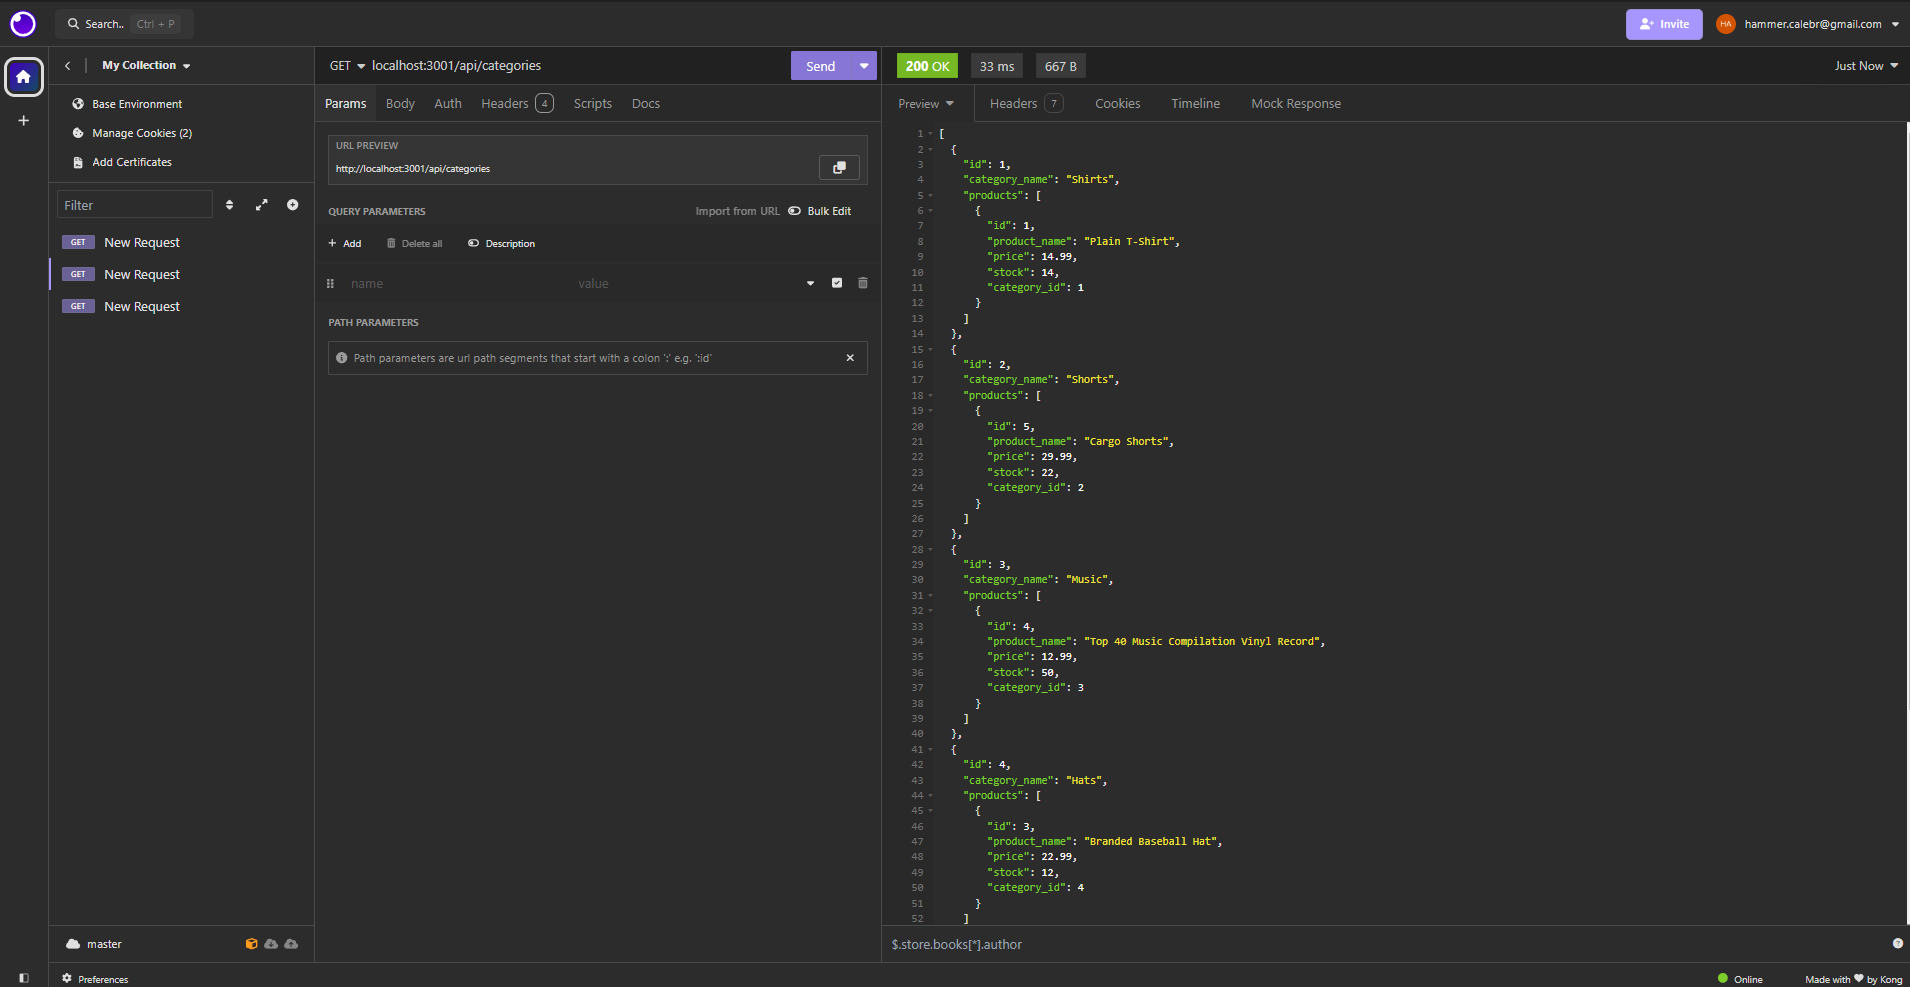 Search..
Ctrl + P
Invite
HA
hammer.calebr@gmail.com
My Collection
Base Environment
Manage Cookies (2)
Add Certificates
Filter
GET New Request
GET New Request
GET New Request
master
Preferences
GET localhost:3001/api/categories
Send
Params Body Auth Headers 4 Scripts Docs
URL PREVIEW
http://localhost:3001/api/categories
QUERY PARAMETERS
Import from URL Bulk Edit
+ Add Delete all Description
name value
PATH PARAMETERS
Path parameters are url path segments that start with a colon ':' e.g. ':id'
200 OK 33 ms 667 B
Just Now
Preview Headers 7 Cookies Timeline Mock Response
1 [
2 {
3 "id": 1,
4 "category_name": "Shirts",
5 "products": [
6 {
7 "id": 1,
8 "product_name": "Plain T-Shirt",
9 "price": 14.99,
10 "stock": 14,
11 "category_id": 1
12 }
13 ]
14 },
15 {
16 "id": 2,
17 "category_name": "Shorts",
18 "products": [
19 {
20 "id": 5,
21 "product_name": "Cargo Shorts",
22 "price": 29.99,
23 "stock": 22,
24 "category_id": 2
25 }
26 ]
27 },
28 {
29 "id": 3,
30 "category_name": "Music",
31 "products": [
32 {
33 "id": 4,
34 "product_name": "Top 40 Music Compilation Vinyl Record",
35 "price": 12.99,
36 "stock": 50,
37 "category_id": 3
38 }
39 ]
40 },
41 {
42 "id": 4,
43 "category_name": "Hats",
44 "products": [
45 {
46 "id": 3,
47 "product_name": "Branded Baseball Hat",
48 "price": 22.99,
49 "stock": 12,
50 "category_id": 4
51 }
52 ]
$.store.books[*].author
Online
Made with ❤ by Kong